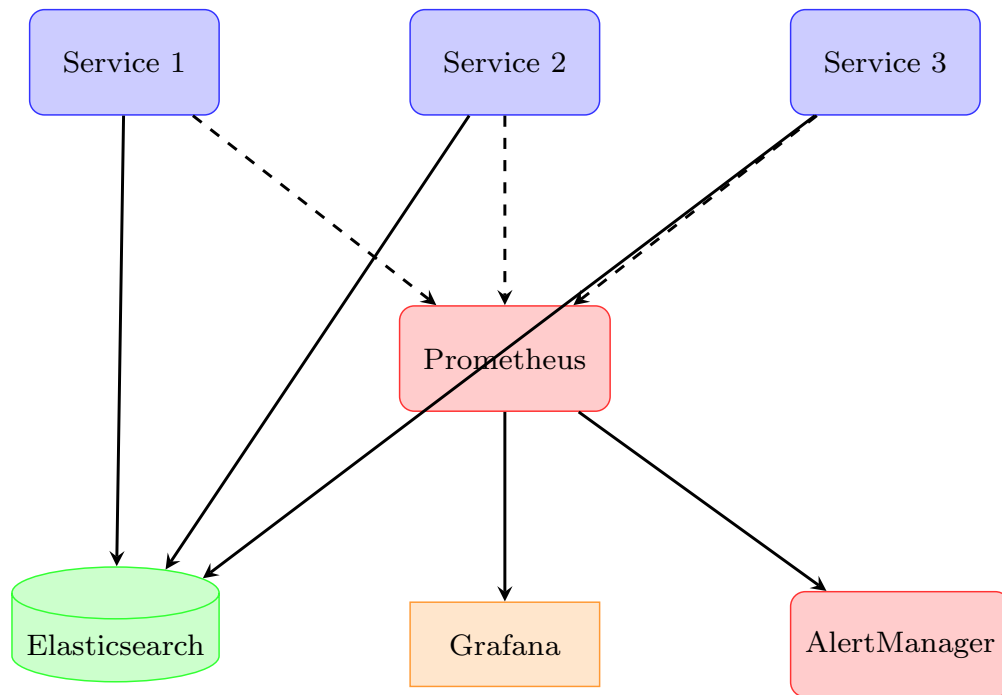 Service 1
Service 2
Service 3
Prometheus
Elasticsearch
Grafana
AlertManager